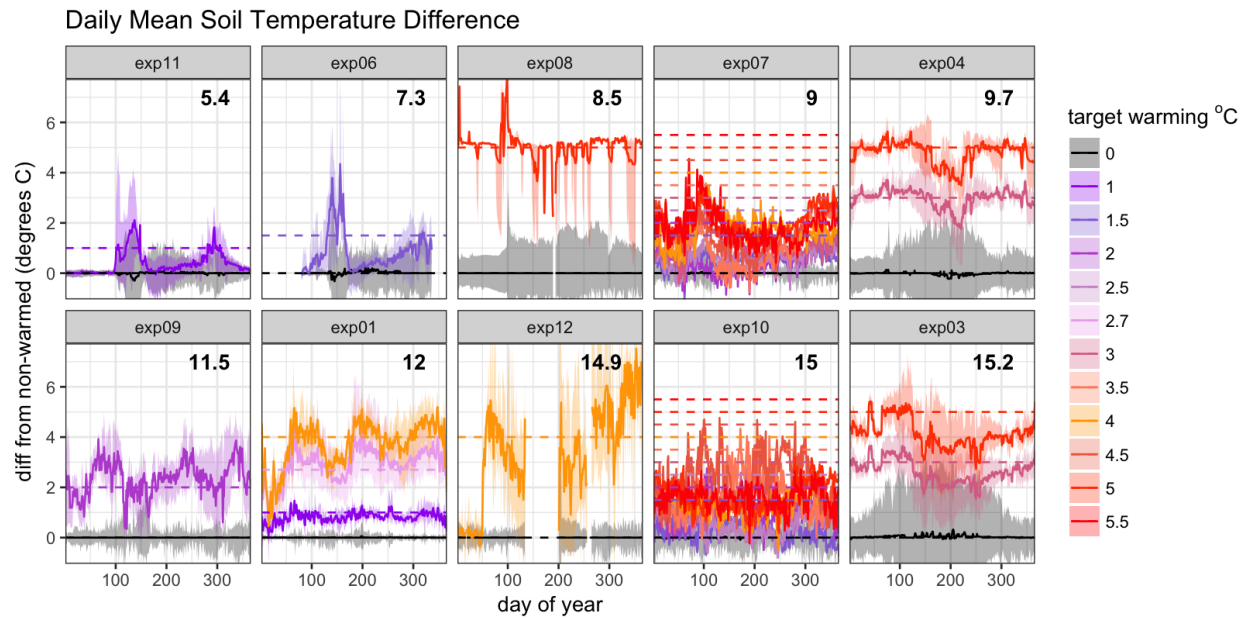 Daily Mean Soil Temperature Difference
exp11 exp06 exp08 exp07 exp04
5.4 7.3 8.5 9 9.7
6
4
2
0
exp09 exp01 exp12 exp10 exp03
11.5 12 14.9 15 15.2
6
4
2
0
100 200 300 100 200 300 100 200 300 100 200 300 100 200 300
day of year
diff from non-warmed (degrees C)
target warming °C
0
1
1.5
2
2.5
2.7
3
3.5
4
4.5
5
5.5